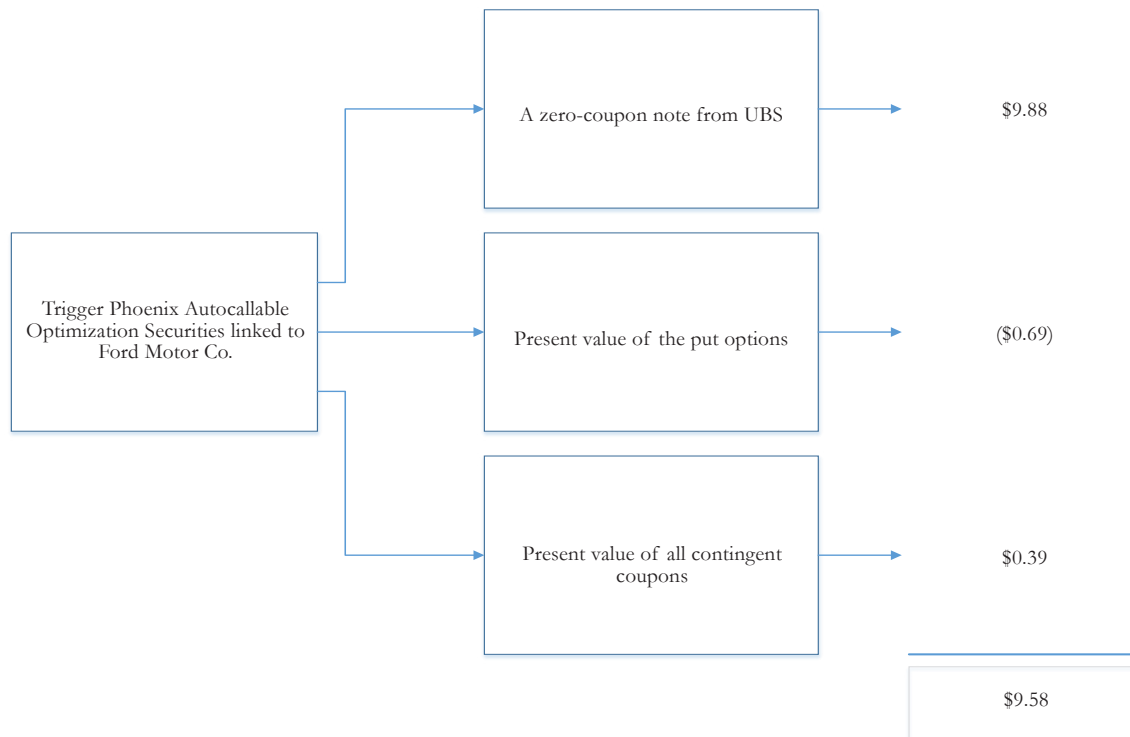 A zero-coupon note from UBS
$9.88
Trigger Phoenix Autocallable
Optimization Securities linked to
Ford Motor Co.
Present value of the put options
($0.69)
Present value of all contingent
coupons
$0.39
$9.58